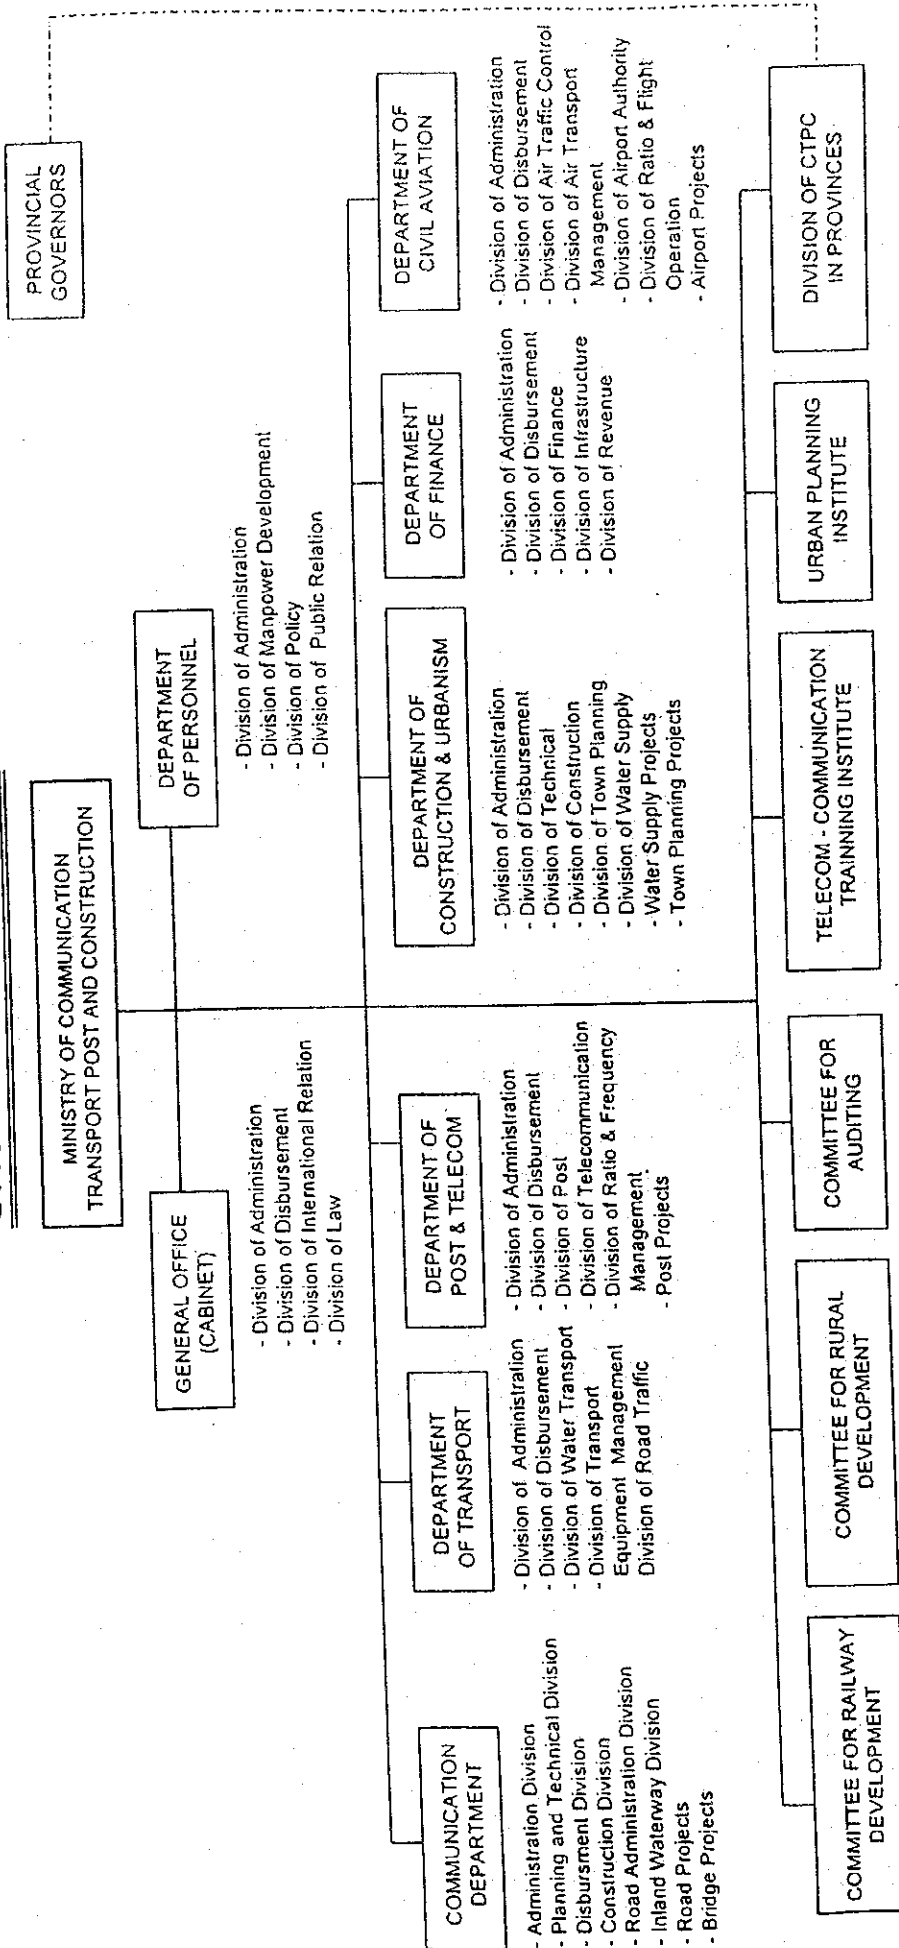 PROVINCIAL
GOVERNORS
MINISTRY OF COMMUNICATION
TRANSPORT POST AND CONSTRUCTION
GENERAL OFFICE
(CABINET)
- Division of Administration
- Division of Disbursement
- Division of International Relation
- Division of Law
DEPARTMENT
OF PERSONNEL
- Division of Administration
- Division of Manpower Development
- Division of Policy
- Division of Public Relation
COMMUNICATION
DEPARTMENT
- Administration Division
- Planning and Technical Division
- Disbursment Division
- Construction Division
- Road Administration Division
- Inland Waterway Division
- Road Projects
- Bridge Projects
DEPARTMENT
OF TRANSPORT
- Division of Administration
- Division of Disbursement
- Division of Water Transport
- Division of Transport
Equipment Management
Division of Road Traffic
DEPARTMENT OF
POST & TELECOM
- Division of Administration
- Division of Disbursement
- Division of Post
- Division of Telecommunication
- Division of Ratio & Frequency
Management
- Post Projects
DEPARTMENT OF
CONSTRUCTION & URBANISM
- Division of Administration
- Division of Disbursement
- Division of Technical
- Division of Construction
- Division of Town Planning
- Division of Water Supply
- Water Supply Projects
- Town Planning Projects
DEPARTMENT
OF FINANCE
- Division of Administration
- Division of Disbursement
- Division of Finance
- Division of Infrastructure
- Division of Revenue
DEPARTMENT OF
CIVIL AVIATION
- Division of Administration
- Division of Disbursement
- Division of Air Traffic Control
- Division of Air Transport
Management
- Division of Airport Authority
- Division of Ratio & Flight
Operation
- Airport Projects
COMMITTEE FOR RAILWAY
DEVELOPMENT
COMMITTEE FOR RURAL
DEVELOPMENT
COMMITTEE FOR
AUDITING
TELECOM - COMMUNICATION
TRAINNING INSTITUTE
URBAN PLANNING
INSTITUTE
DIVISION OF CTPC
IN PROVINCES